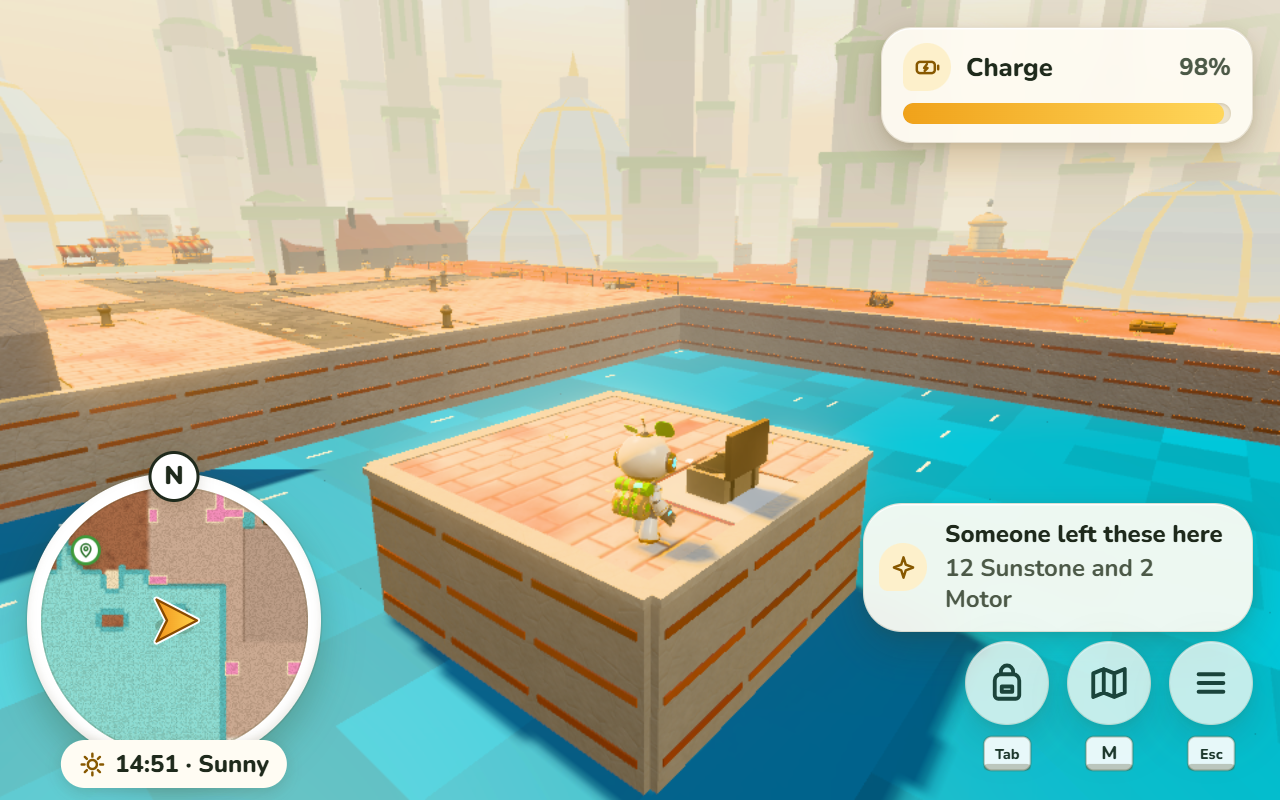 Charge 98%
Someone left these here
12 Sunstone and 2
Motor
N
14:51 · Sunny
Tab
M
Esc